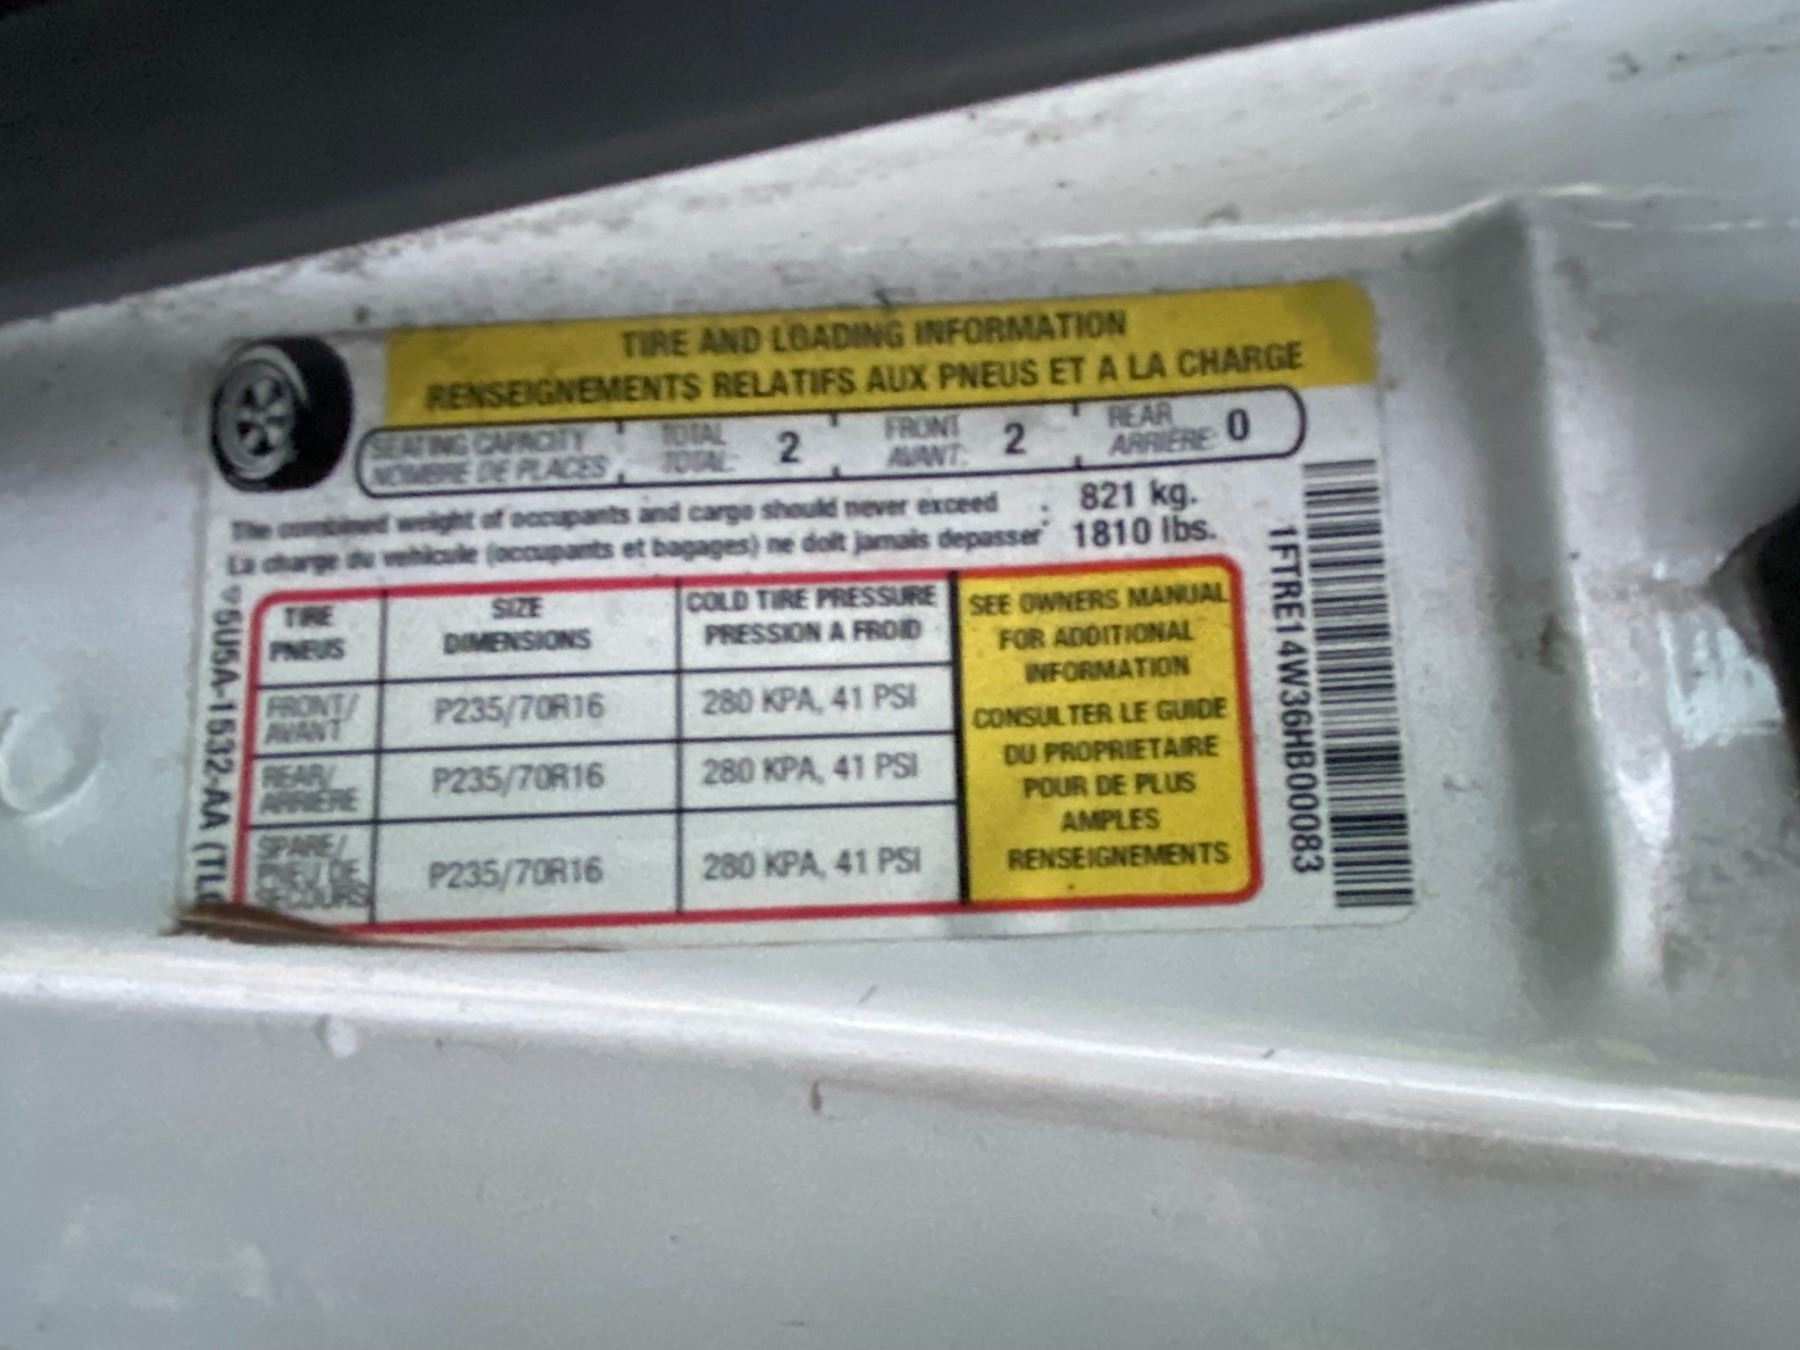 TIRE AND LOADING INFORMATION
RENSEIGNEMENTS RELATIFS AUX PNEUS ET A LA CHARGE
SEATING CAPACITY TOTAL 2 FRONT 2 REAR 0
NOMBRE DE PLACES TOTAL: AVANT: ARRIÈRE:
The combined weight of occupants and cargo should never exceed 821 kg.
La charge du vehicule (occupants et bagages) ne doit jamais depasser 1810 lbs.
TIRE SIZE COLD TIRE PRESSURE
PNEUS DIMENSIONS PRESSION A FROID
FRONT/
AVANT P235/70R16 280 KPA, 41 PSI
REAR/
ARRIÈRE P235/70R16 280 KPA, 41 PSI
SPARE/
PNEU DE
SECOURS P235/70R16 280 KPA, 41 PSI
SEE OWNERS MANUAL
FOR ADDITIONAL
INFORMATION
CONSULTER LE GUIDE
DU PROPRIETAIRE
POUR DE PLUS
AMPLES
RENSEIGNEMENTS
1FTRE14W36HB00083
5U5A-1532-AA (TL